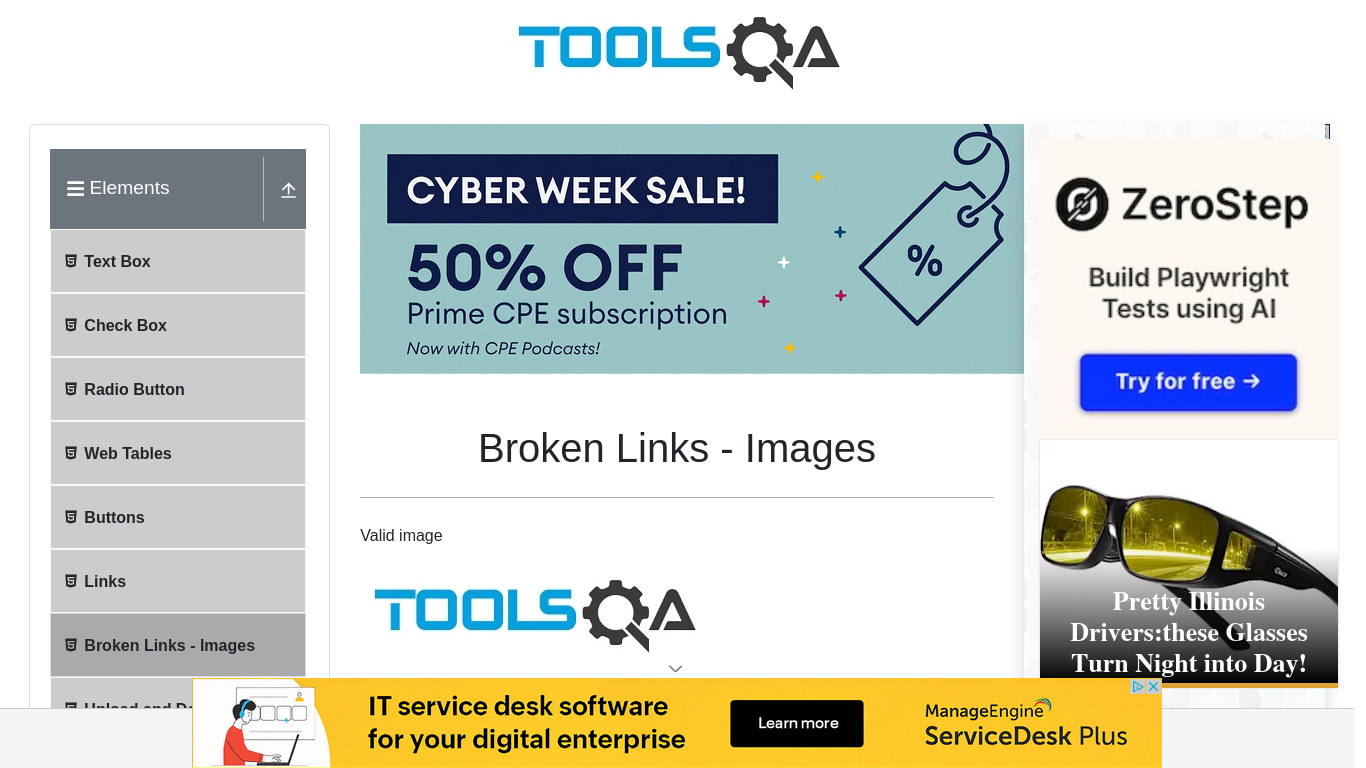 TOOLSQA
Elements
Text Box
Check Box
Radio Button
Web Tables
Buttons
Links
Broken Links - Images
CYBER WEEK SALE!
50% OFF
Prime CPE subscription
Now with CPE Podcasts!
%
Broken Links - Images
Valid image
TOOLSQA
ZeroStep
Build Playwright
Tests using AI
Try for free →
Pretty Illinois
Drivers:these Glasses
Turn Night into Day!
IT service desk software
for your digital enterprise
Learn more
ManageEngine
ServiceDesk Plus